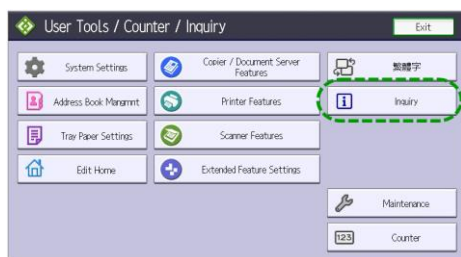 User Tools / Counter / Inquiry
Exit
System Settings
Copier / Document Server
Features
繁體字
Address Book Mangmnt
Printer Features
Inquiry
Tray Paper Settings
Scanner Features
Edit Home
Extended Feature Settings
Maintenance
123
Counter